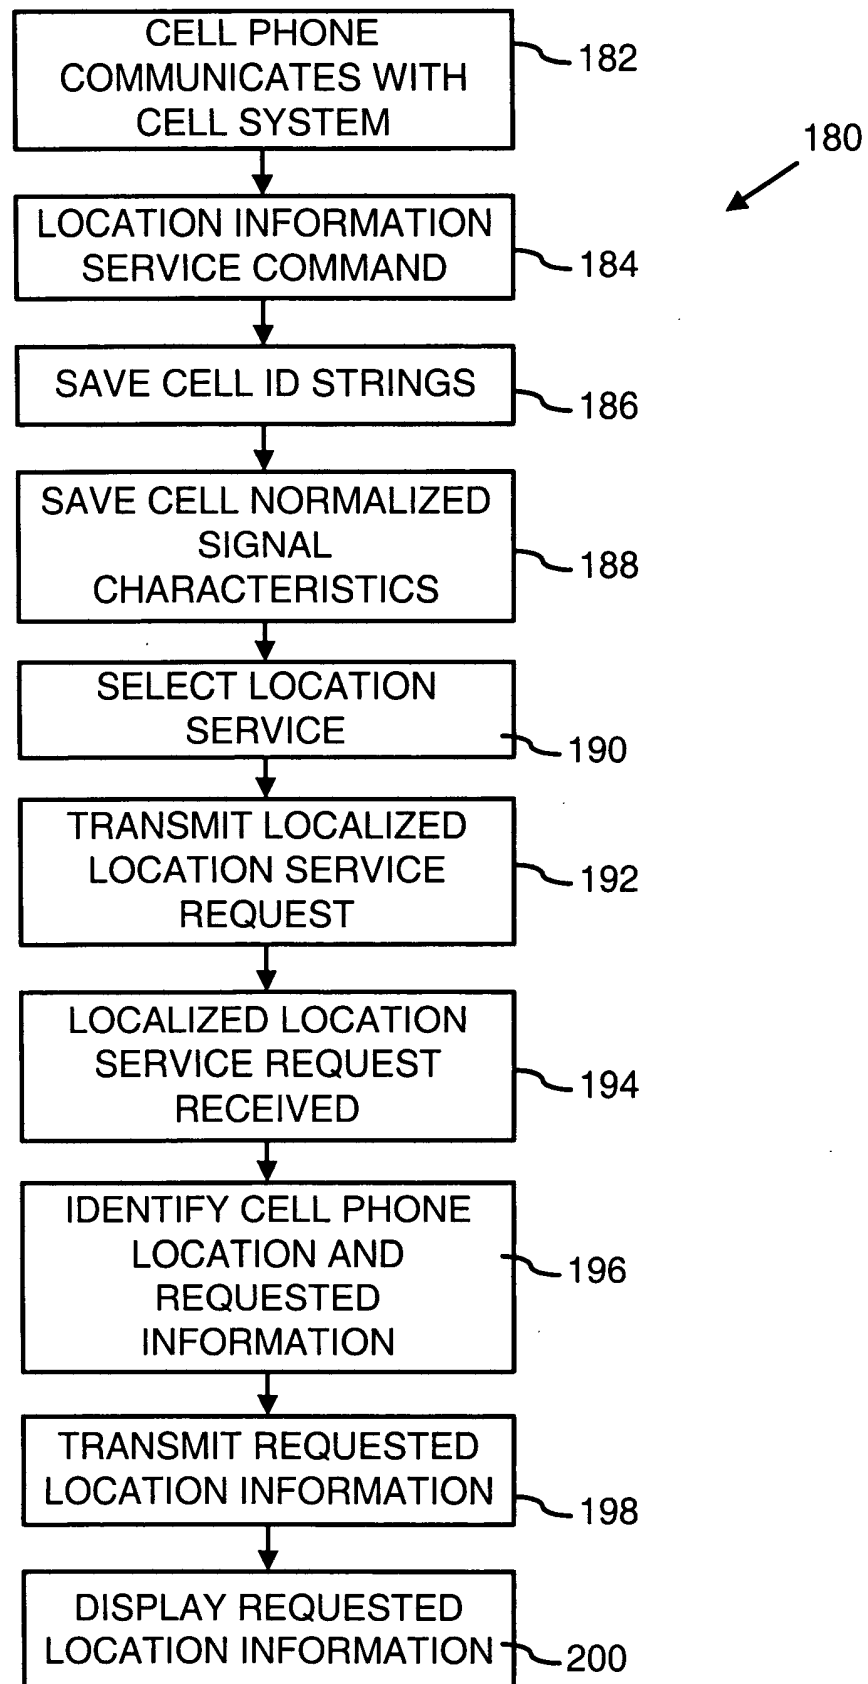 CELL PHONE
COMMUNICATES WITH
CELL SYSTEM
182
180
LOCATION INFORMATION
SERVICE COMMAND
184
SAVE CELL ID STRINGS
186
SAVE CELL NORMALIZED
SIGNAL
CHARACTERISTICS
188
SELECT LOCATION
SERVICE
190
TRANSMIT LOCALIZED
LOCATION SERVICE
REQUEST
192
LOCALIZED LOCATION
SERVICE REQUEST
RECEIVED
194
IDENTIFY CELL PHONE
LOCATION AND
REQUESTED
INFORMATION
196
TRANSMIT REQUESTED
LOCATION INFORMATION
198
DISPLAY REQUESTED
LOCATION INFORMATION
200